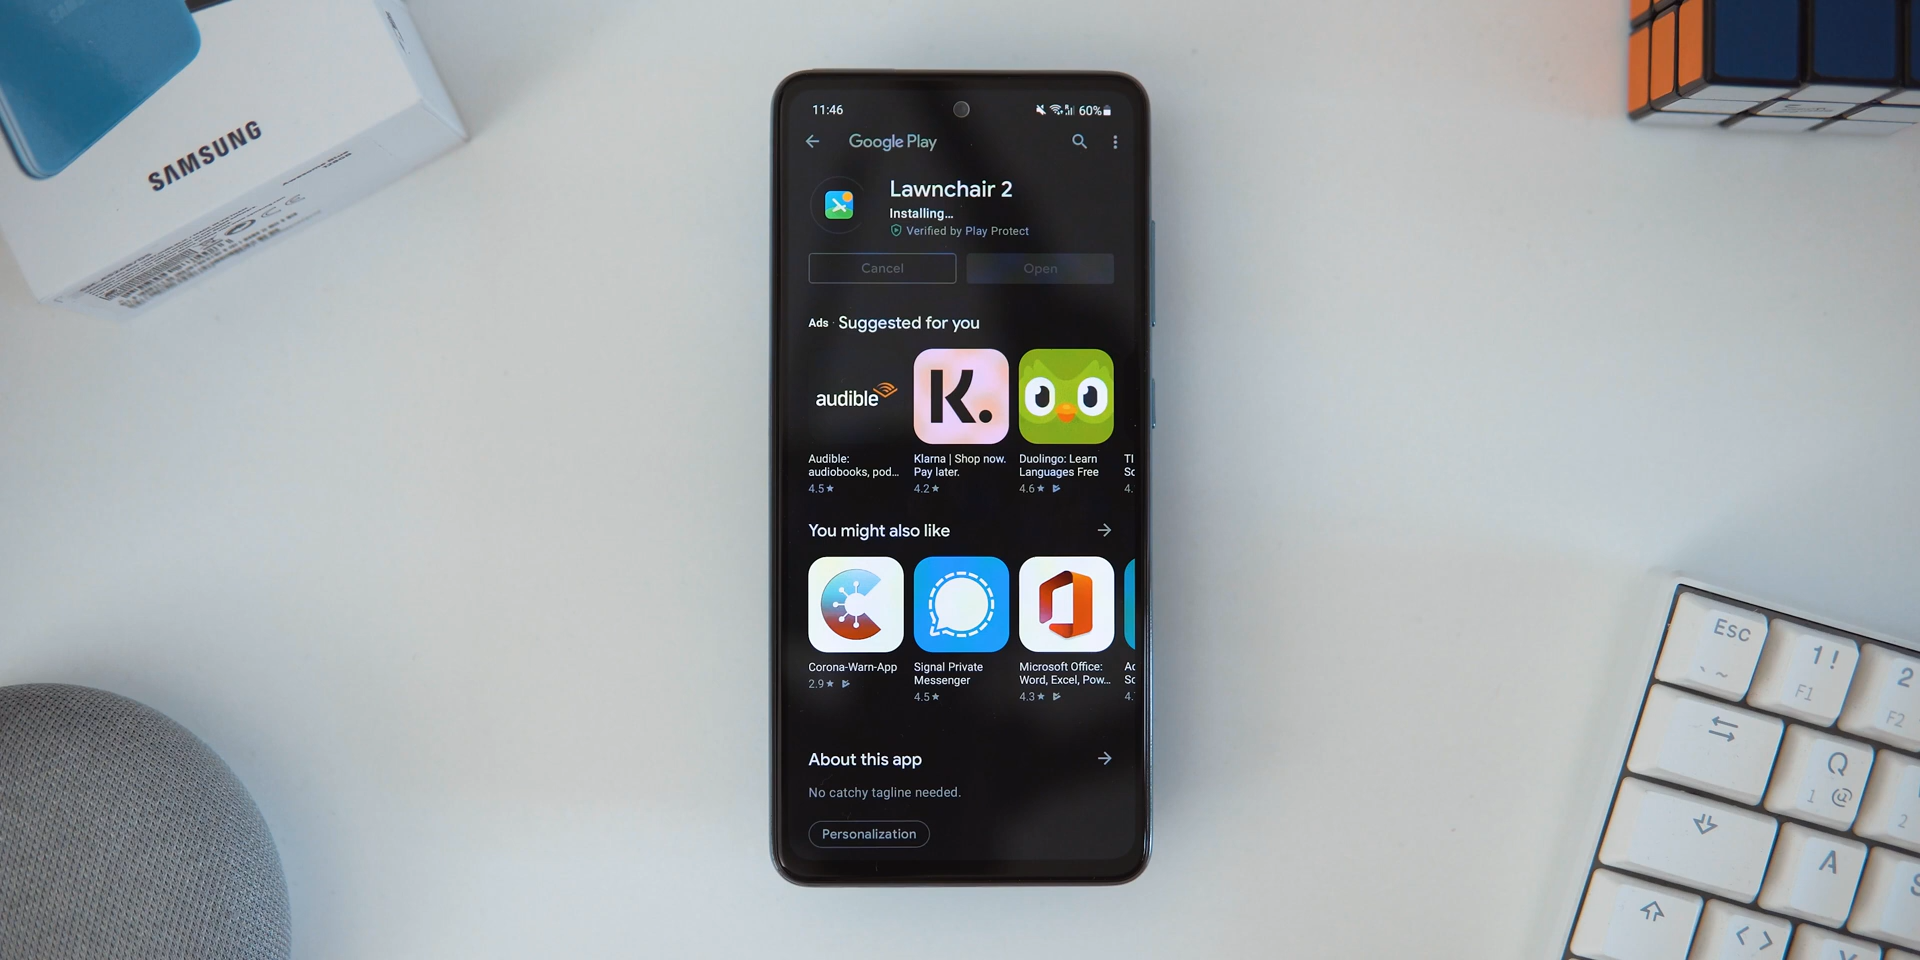 SAMSUNG
11:46
60%
Google Play
Lawnchair 2
Installing...
Verified by Play Protect
Cancel
Open
Ads · Suggested for you
audible
K.
Audible:
audiobooks, pod...
4.5★
Klarna | Shop now.
Pay later.
4.2★
Duolingo: Learn
Languages Free
4.6★
You might also like
Corona-Warn-App
2.9★
Signal Private
Messenger
4.5★
Microsoft Office:
Word, Excel, Pow...
4.3★
About this app
No catchy tagline needed.
Personalization
Esc
` ~
1 !
F1
2
F2
Q
1 @
2
A
S
< >